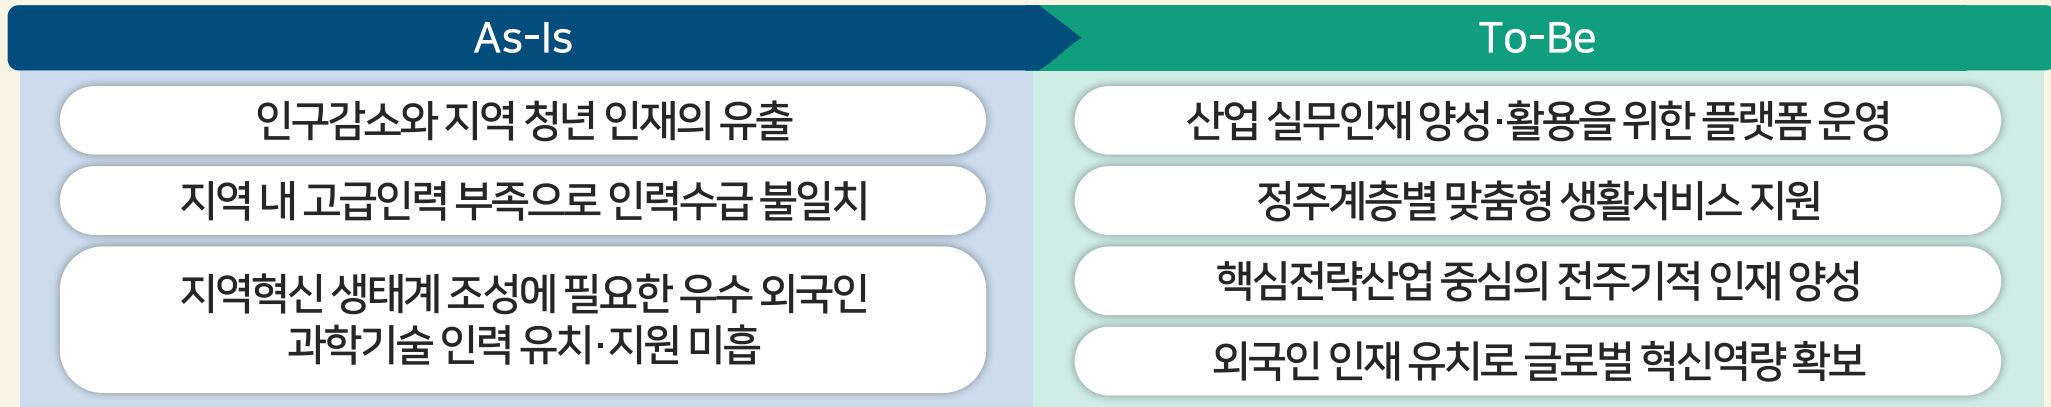 As-Is
인구감소와 지역 청년 인재의 유출
지역 내 고급인력 부족으로 인력수급 불일치
지역혁신 생태계 조성에 필요한 우수 외국인
과학기술 인력 유치·지원 미흡
To-Be
산업 실무인재 양성·활용을 위한 플랫폼 운영
정주계층별 맞춤형 생활서비스 지원
핵심전략산업 중심의 전주기적 인재 양성
외국인 인재 유치로 글로벌 혁신역량 확보